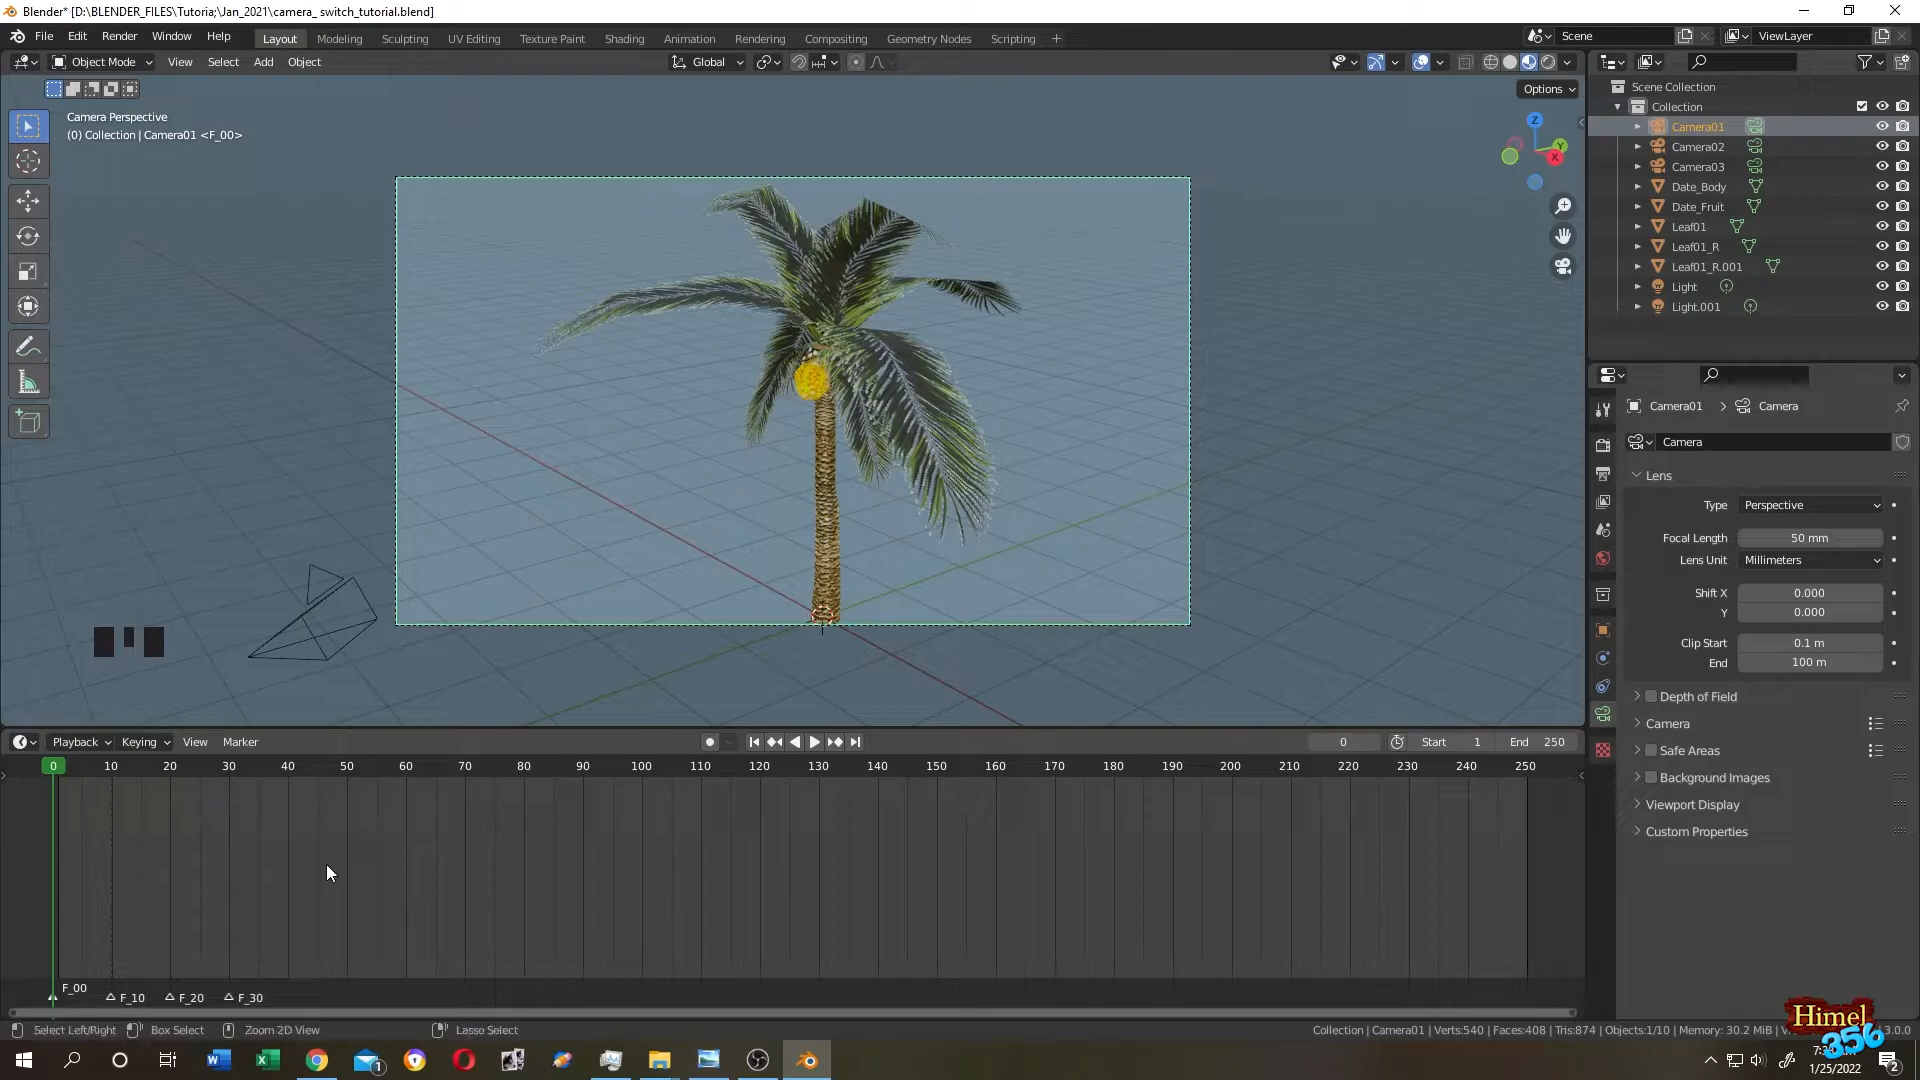 Blender* [D:\BLENDER_FILES\Tutoria;\Jan_2021\camera_ switch_tutorial.blend]
File Edit Render Window Help Layout Modeling Sculpting UV Editing Texture Paint Shading Animation Rendering Compositing Geometry Nodes Scripting + Scene ViewLayer
Object Mode View Select Add Object Global
Options
Camera Perspective
(0) Collection | Camera01 <F_00>
Z
Y
X
Scene Collection
Collection
Camera01
Camera02
Camera03
Date_Body
Date_Fruit
Leaf01
Leaf01_R
Leaf01_R.001
Light
Light.001
Camera01 > Camera
Camera
Lens
Type Perspective
Focal Length 50 mm
Lens Unit Millimeters
Shift X 0.000
Y 0.000
Clip Start 0.1 m
End 100 m
Depth of Field
Camera
Safe Areas
Background Images
Viewport Display
Custom Properties
Playback Keying View Marker 0 Start 1 End 250
0 10 20 30 40 50 60 70 80 90 100 110 120 130 140 150 160 170 180 190 200 210 220 230 240 250
F_00
F_10 F_20 F_30
Select Left/Right Box Select Zoom 2D View Lasso Select Collection | Camera01 | Verts:540 | Faces:408 | Tris:874 | Objects:1/10 | Memory: 30.2 MiB | 3.0.0
Himel
356
1
1/25/2022
2